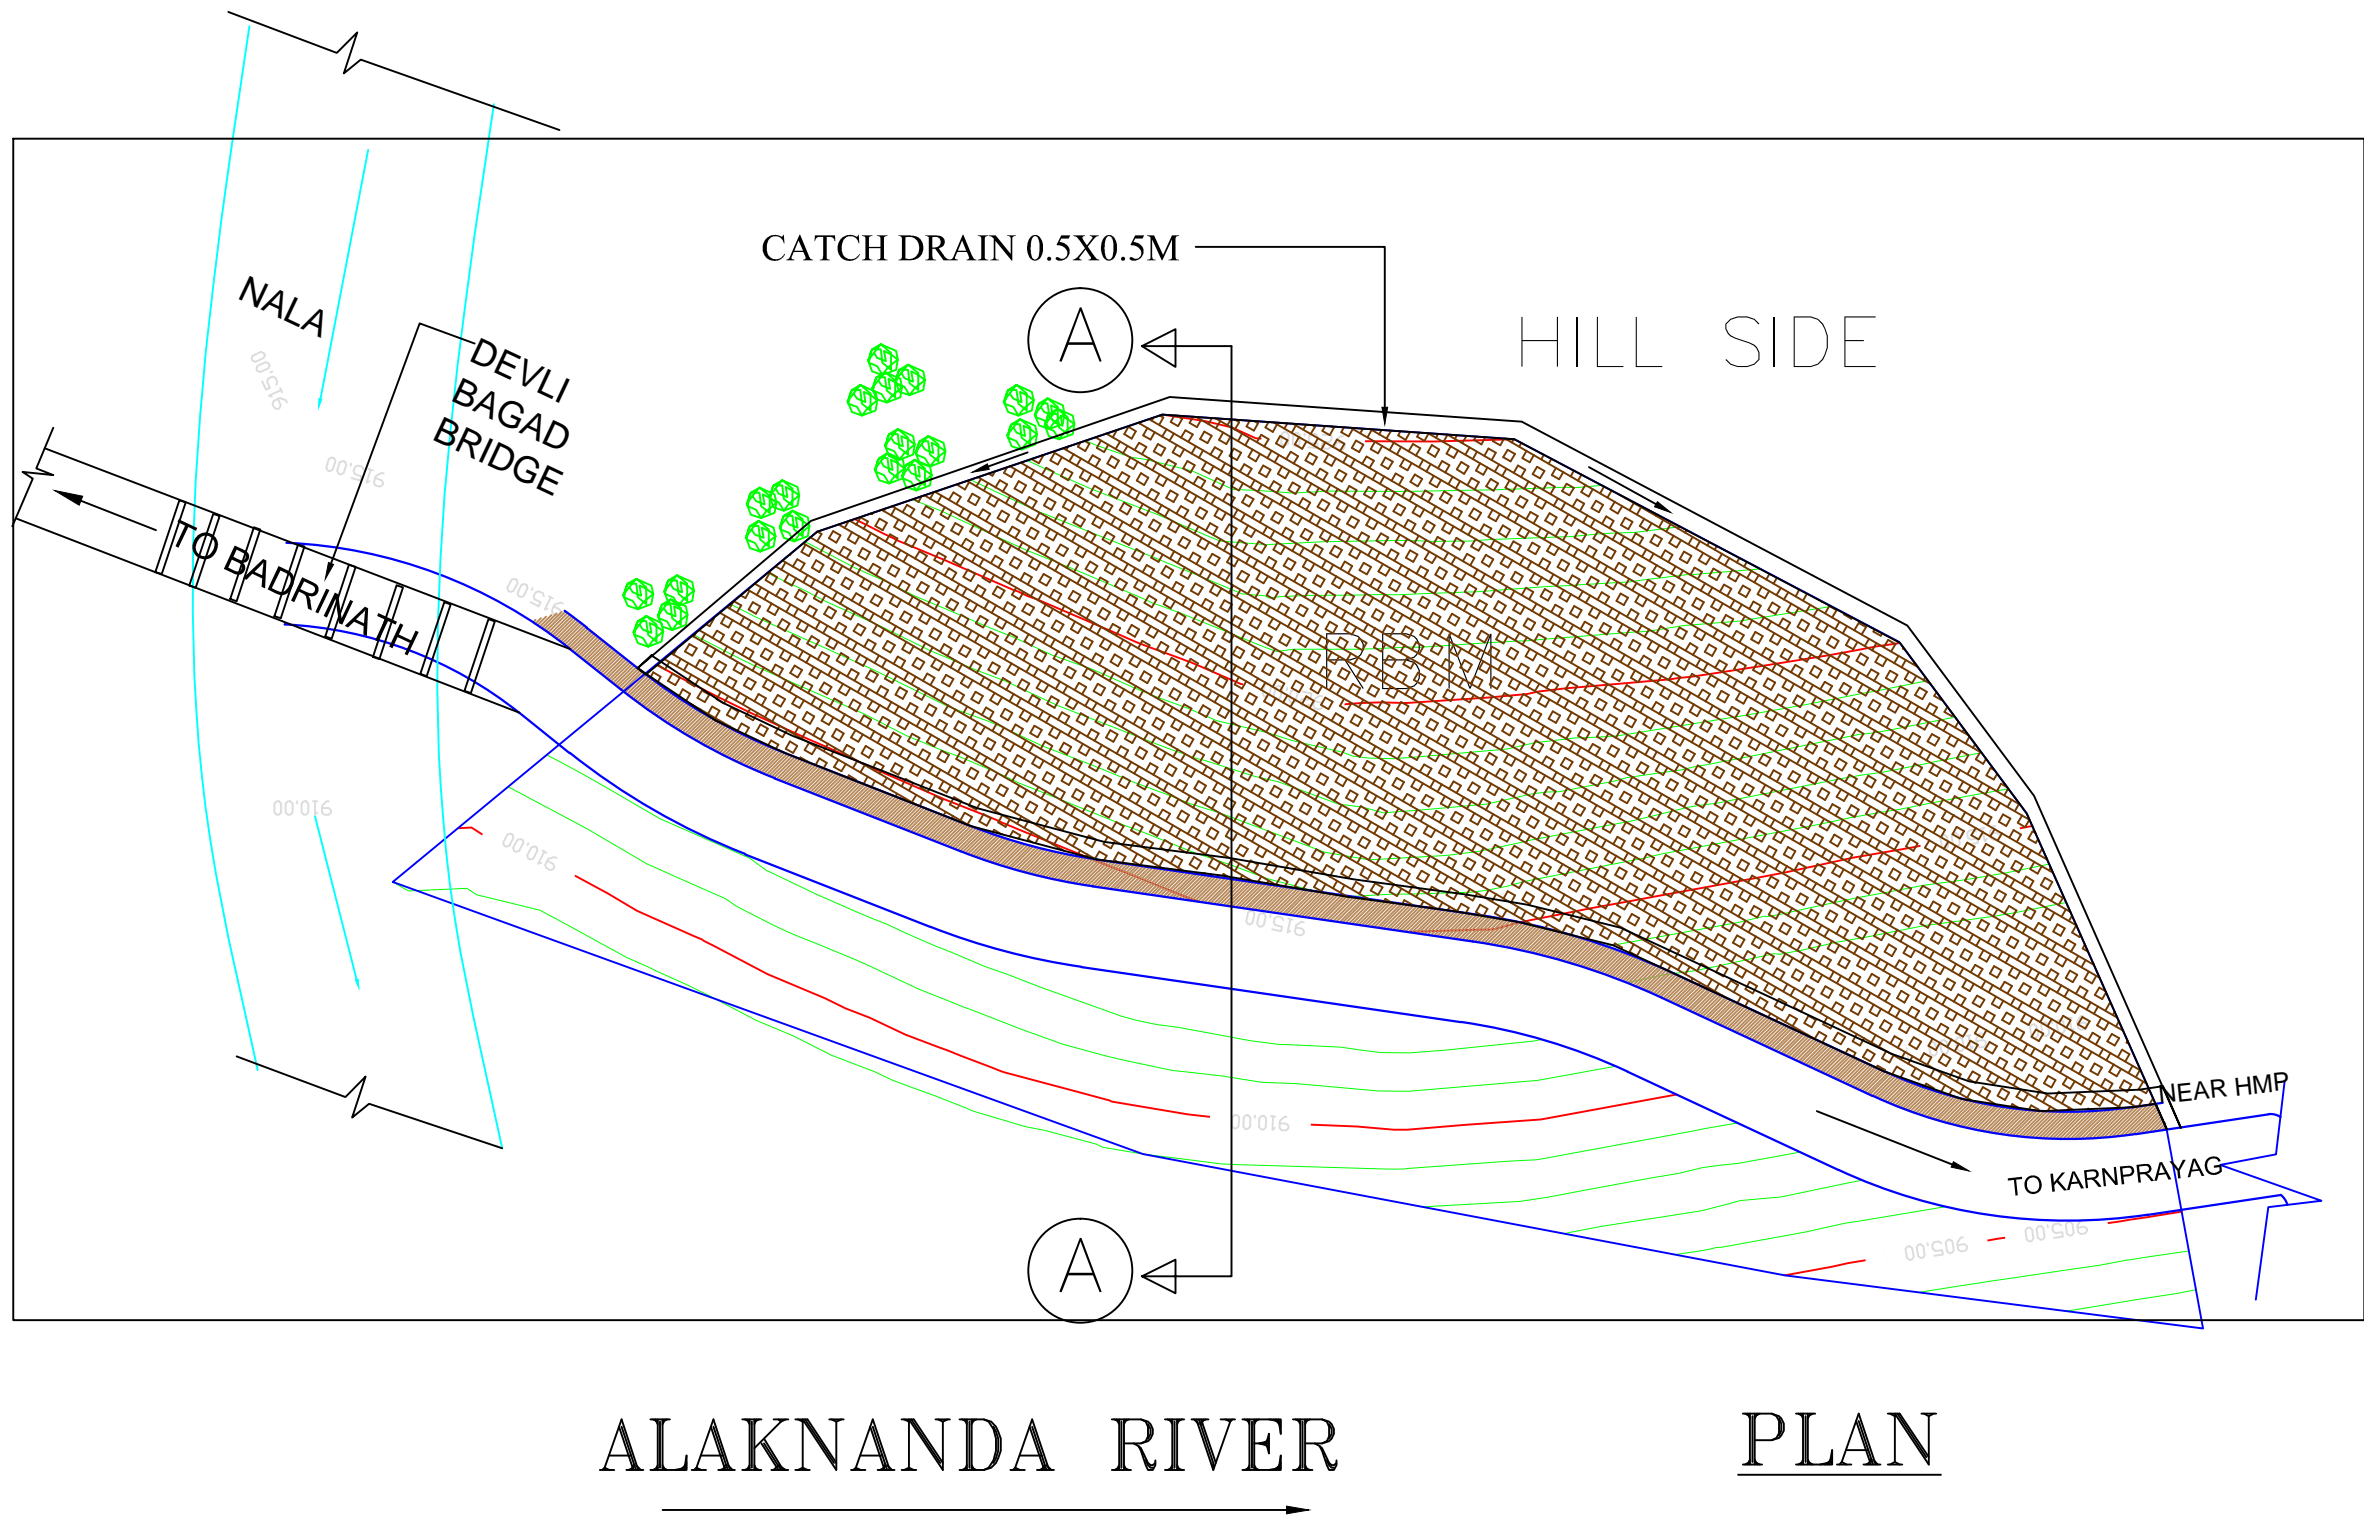 CATCH DRAIN 0.5X0.5M
A
HILL SIDE
NALA
915.00
DEVLI
BAGAD
BRIDGE
915.00
TO BADRINATH
915.00
RBM
910.00
910.00
915.00
NEAR HMP
910.00
TO KARNPRAYAG
905.00
905.00
A
ALAKNANDA RIVER
PLAN